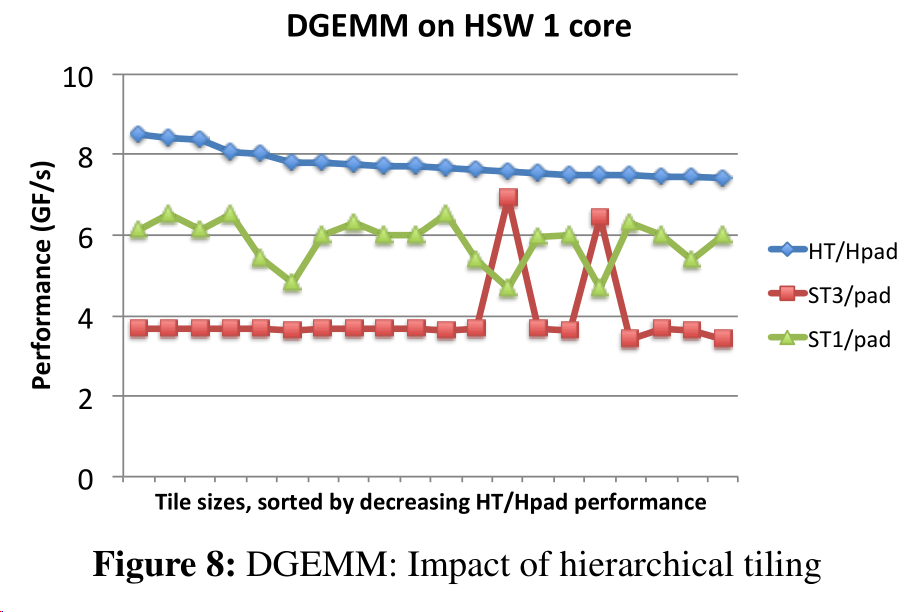 DGEMM on HSW 1 core
Performance (GF/s)
10
8
6
4
2
0
HT/Hpad
ST3/pad
ST1/pad
Tile sizes, sorted by decreasing HT/Hpad performance
Figure 8: DGEMM: Impact of hierarchical tiling